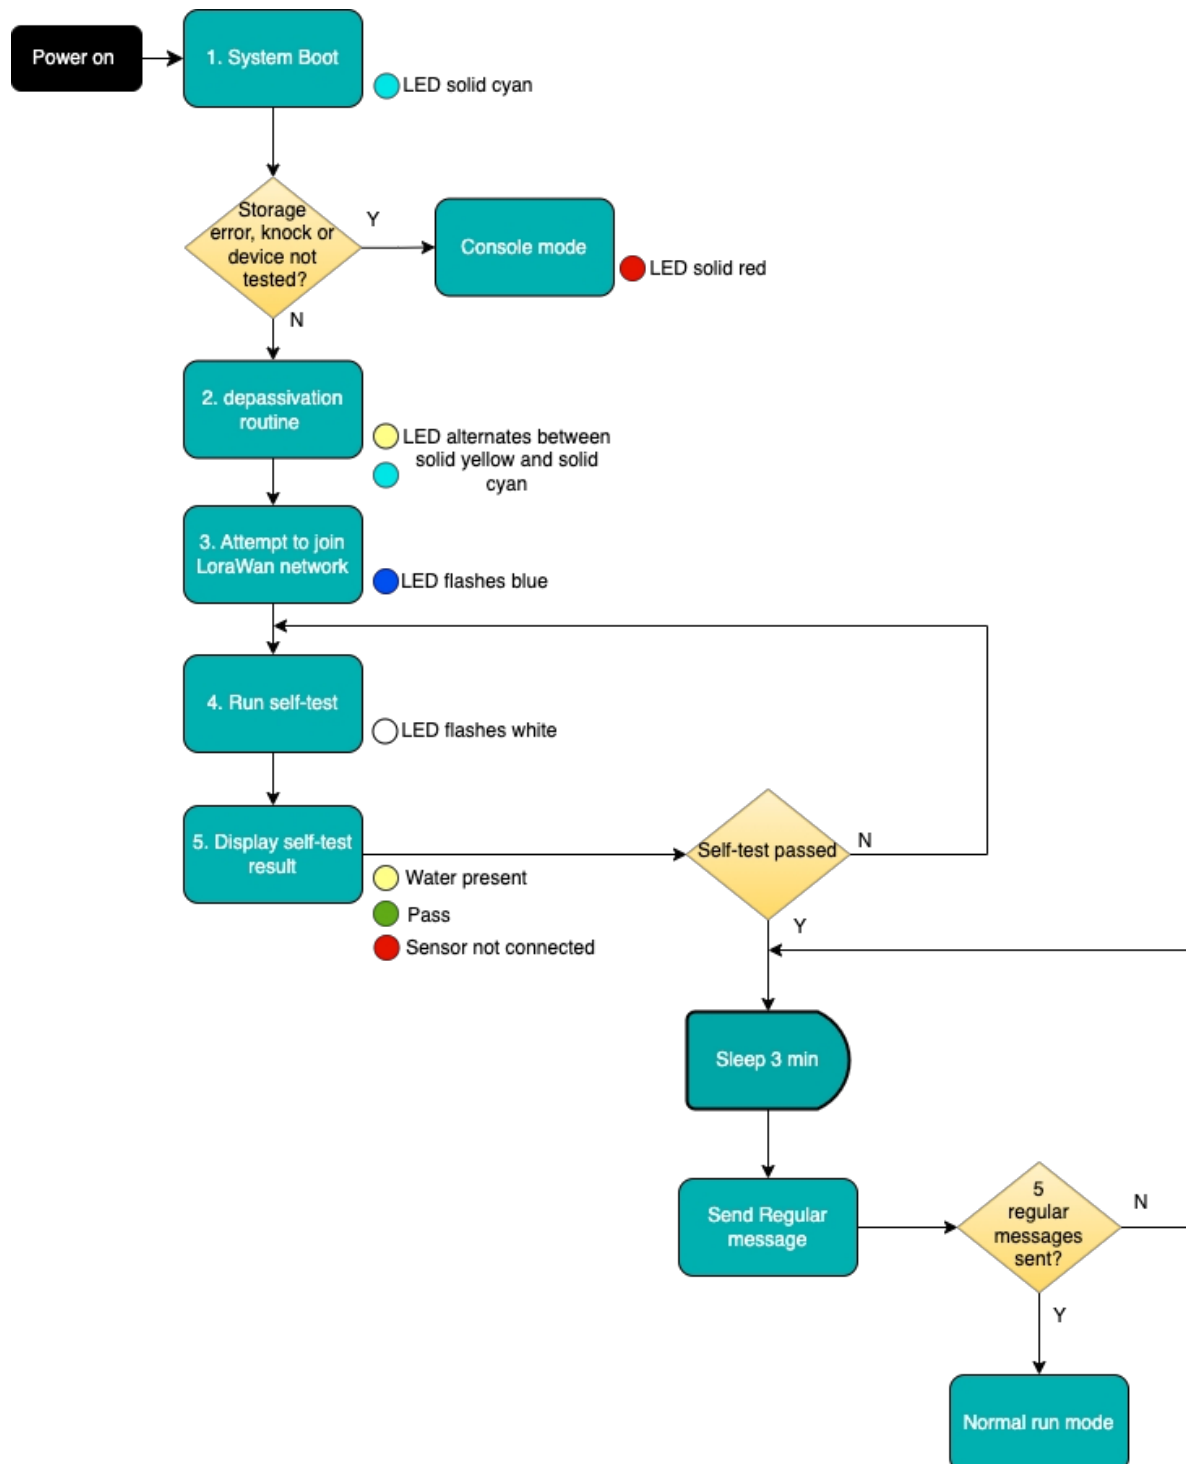 Power on
1. System Boot
LED solid cyan
Storage
error, knock or
device not
tested?
Y
Console mode
LED solid red
N
2. depassivation
routine
LED alternates between
solid yellow and solid
cyan
3. Attempt to join
LoraWan network
LED flashes blue
4. Run self-test
LED flashes white
5. Display self-test
result
Water present
Pass
Sensor not connected
Self-test passed
N
Y
Sleep 3 min
Send Regular
message
5
regular
messages
sent?
N
Y
Normal run mode